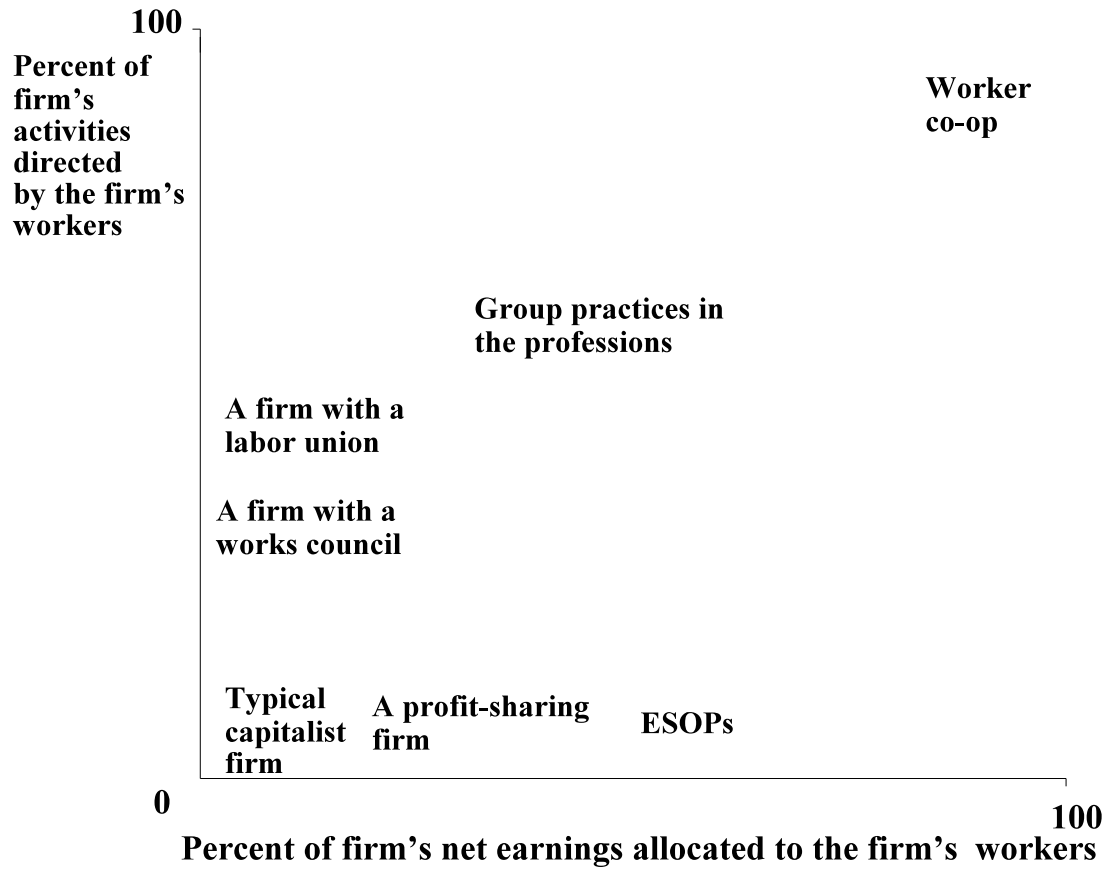 100
Percent of
firm's
activities
directed
by the firm's
workers
Worker
co-op
Group practices in
the professions
A firm with a
labor union
A firm with a
works council
Typical
capitalist
firm
A profit-sharing
firm
ESOPs
0
100
Percent of firm's net earnings allocated to the firm's  workers